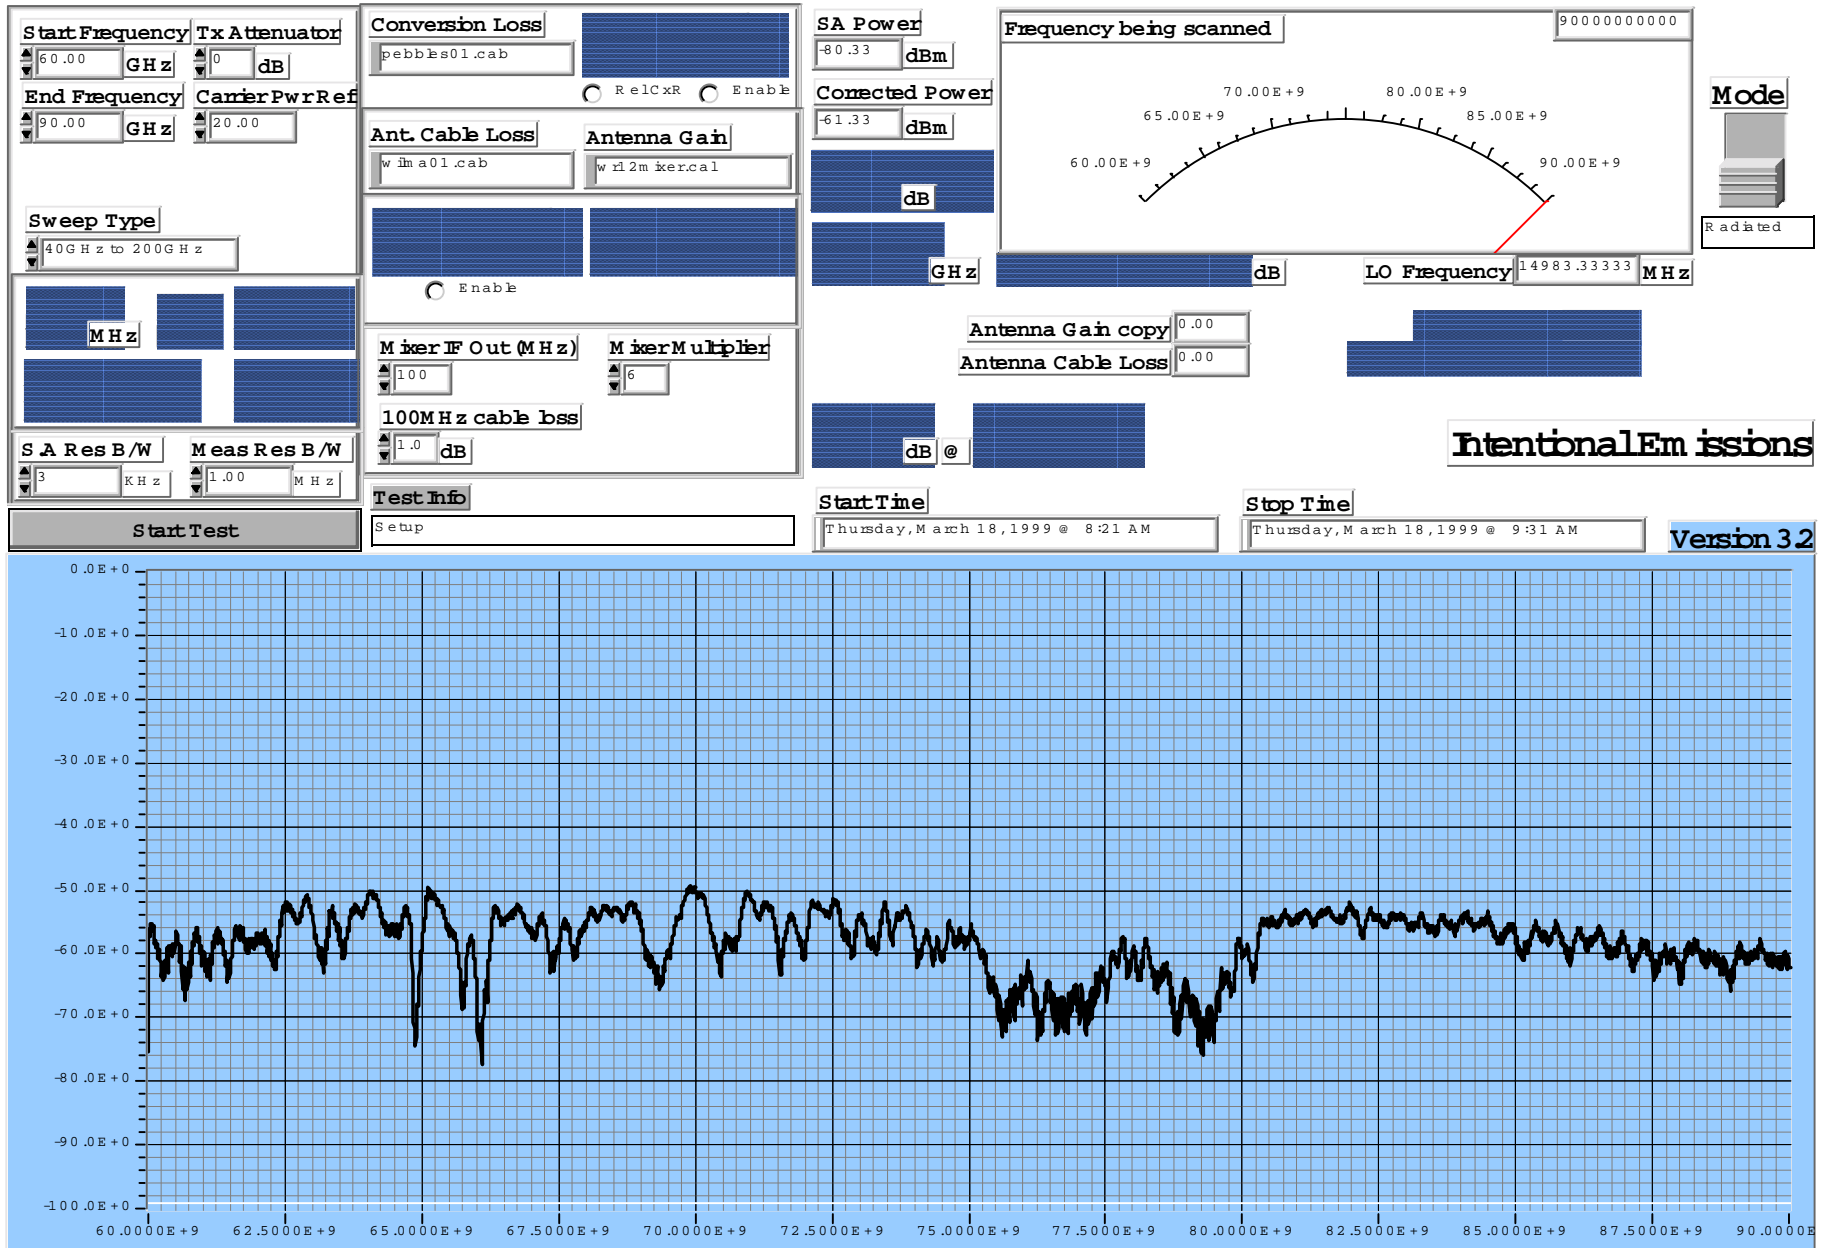 Start Frequency
60.00 GHz
Tx Attenuator
0 dB
End Frequency
90.00 GHz
Carrier Pwr Ref
20.00
Sweep Type
40GHz to 200GHz
MHz
S.A Res B/W
3 KHz
Meas Res B/W
1.00 MHz
Start Test
Conversion Loss
pebbles01.cab
RelCxR Enable
Ant. Cable Loss
wilma01.cab
Antenna Gain
wr12mixer.cal
Enable
Mixer IF Out (MHz)
100
Mixer Multiplier
6
100MHz cable loss
1.0 dB
Test Info
Setup
SA Power
-80.33 dBm
Corrected Power
-61.33 dBm
dB
GHz
Frequency being scanned
90000000000
60.00E+9
65.00E+9
70.00E+9
80.00E+9
85.00E+9
90.00E+9
Mode
Radiated
dB
LO Frequency 14983.33333 MHz
Antenna Gain copy 0.00
Antenna Cable Loss 0.00
dB @
Intentional Emissions
Start Time
Thursday, March 18, 1999 @ 8:21 AM
Stop Time
Thursday, March 18, 1999 @ 9:31 AM
Version 3.2
0.0E+0
-10.0E+0
-20.0E+0
-30.0E+0
-40.0E+0
-50.0E+0
-60.0E+0
-70.0E+0
-80.0E+0
-90.0E+0
-100.0E+0
60.0000E+9 62.5000E+9 65.0000E+9 67.5000E+9 70.0000E+9 72.5000E+9 75.0000E+9 77.5000E+9 80.0000E+9 82.5000E+9 85.0000E+9 87.5000E+9 90.0000E